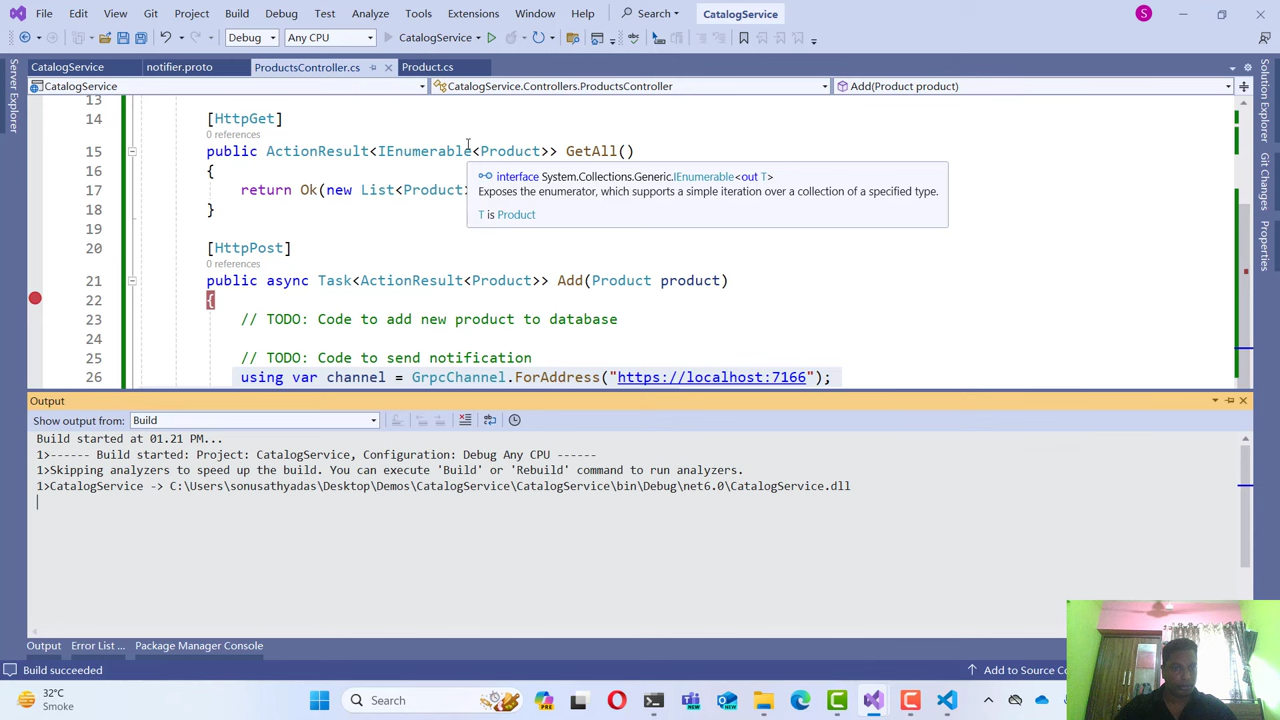 File Edit View Git Project Build Debug Test Analyze Tools Extensions Window Help Search CatalogService S
Debug Any CPU CatalogService
CatalogService notifier.proto ProductsController.cs Product.cs
CatalogService CatalogService.Controllers.ProductsController Add(Product product)
Server Explorer
Solution Explorer
Git Changes
Properties
13
14 [HttpGet]
0 references
15 public ActionResult<IEnumerable<Product>> GetAll()
16 {
17 return Ok(new List<Product>
18 }
19
interface System.Collections.Generic.IEnumerable<out T>
Exposes the enumerator, which supports a simple iteration over a collection of a specified type.
T is Product
20 [HttpPost]
0 references
21 public async Task<ActionResult<Product>> Add(Product product)
22 {
23 // TODO: Code to add new product to database
24
25 // TODO: Code to send notification
26 using var channel = GrpcChannel.ForAddress("https://localhost:7166");
Output
Show output from: Build
Build started at 01.21 PM...
1>------ Build started: Project: CatalogService, Configuration: Debug Any CPU ------
1>Skipping analyzers to speed up the build. You can execute 'Build' or 'Rebuild' command to run analyzers.
1>CatalogService -> C:\Users\sonusathyadas\Desktop\Demos\CatalogService\CatalogService\bin\Debug\net6.0\CatalogService.dll
Output Error List ... Package Manager Console
Build succeeded Add to Source Co
32°C
Smoke
Search